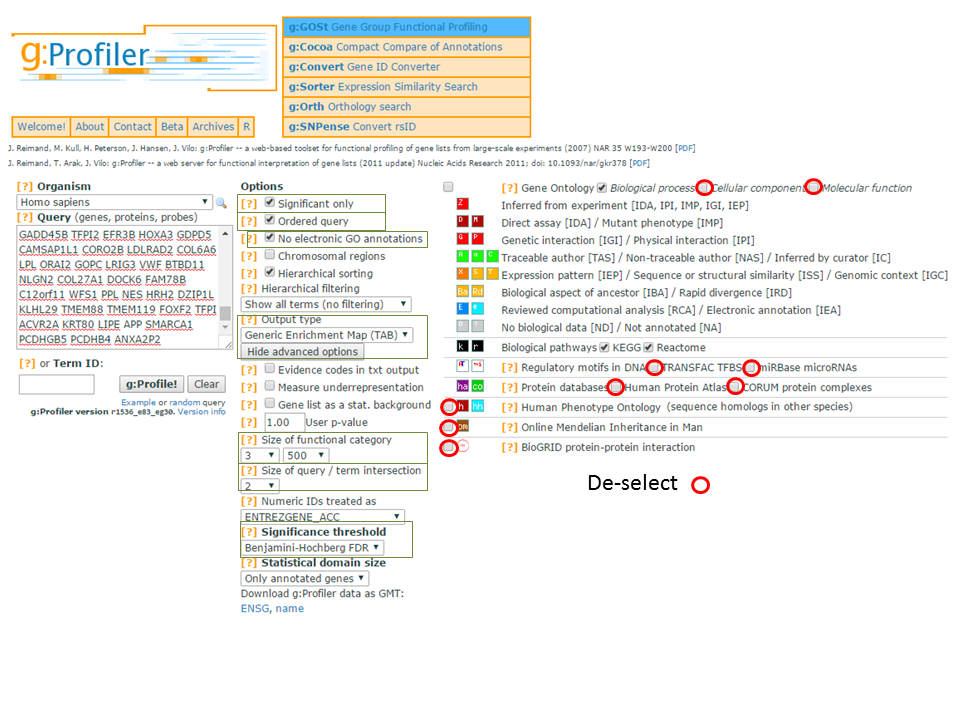 g:Profiler
g:GOSt Gene Group Functional Profiling
g:Cocoa Compact Compare of Annotations
g:Convert Gene ID Converter
g:Sorter Expression Similarity Search
g:Orth Orthology search
g:SNPense Convert rsID
Welcome! About Contact Beta Archives R
J. Reimand, M. Kull, H. Peterson, J. Hansen, J. Vilo: g:Profiler -- a web-based toolset for functional profiling of gene lists from large-scale experiments (2007) NAR 35 W193-W200 [PDF]
J. Reimand, T. Arak, J. Vilo: g:Profiler -- a web server for functional interpretation of gene lists (2011 update) Nucleic Acids Research 2011; doi: 10.1093/nar/gkr378 [PDF]
[?] Organism
Homo sapiens
[?] Query (genes, proteins, probes)
GADD45B TFPI2 EFR3B HOXA3 GDPD5
CAMSAP1L1 CORO2B LDLRAD2 COL6A6
LPL ORAI2 GOPC LRIG3 VWF BTBD11
NLGN2 COL27A1 DOCK6 FAM78B
C12orf11 WFS1 PPL NES HRH2 DZIP1L
KLHL29 TMEM88 TMEM119 FOXF2 TFPI
ACVR2A KRT80 LIPE APP SMARCA1
PCDHGB5 PCDHB4 ANXA2P2
[?] or Term ID:
g:Profile! Clear
Example or random query
g:Profiler version r1536_e83_eg30. Version info
Options
[?] Significant only
[?] Ordered query
[?] No electronic GO annotations
[?] Chromosomal regions
[?] Hierarchical sorting
[?] Hierarchical filtering
Show all terms (no filtering)
[?] Output type
Generic Enrichment Map (TAB)
Hide advanced options
[?] Evidence codes in txt output
[?] Measure underrepresentation
[?] Gene list as a stat. background
[?] 1.00 User p-value
[?] Size of functional category
3 500
[?] Size of query / term intersection
2
[?] Numeric IDs treated as
ENTREZGENE_ACC
[?] Significance threshold
Benjamini-Hochberg FDR
[?] Statistical domain size
Only annotated genes
Download g:Profiler data as GMT:
ENSG, name
[?] Gene Ontology Biological process Cellular component Molecular function
I Inferred from experiment [IDA, IPI, IMP, IGI, IEP]
D M Direct assay [IDA] / Mutant phenotype [IMP]
G P Genetic interaction [IGI] / Physical interaction [IPI]
Traceable author [TAS] / Non-traceable author [NAS] / Inferred by curator [IC]
Expression pattern [IEP] / Sequence or structural similarity [ISS] / Genomic context [IGC]
Ba Rd Biological aspect of ancestor [IBA] / Rapid divergence [IRD]
Reviewed computational analysis [RCA] / Electronic annotation [IEA]
No biological data [ND] / Not annotated [NA]
k r Biological pathways KEGG Reactome
[?] Regulatory motifs in DNA TRANSFAC TFBS miRBase microRNAs
ha co [?] Protein databases Human Protein Atlas CORUM protein complexes
h hh [?] Human Phenotype Ontology (sequence homologs in other species)
om [?] Online Mendelian Inheritance in Man
[?] BioGRID protein-protein interaction
De-select